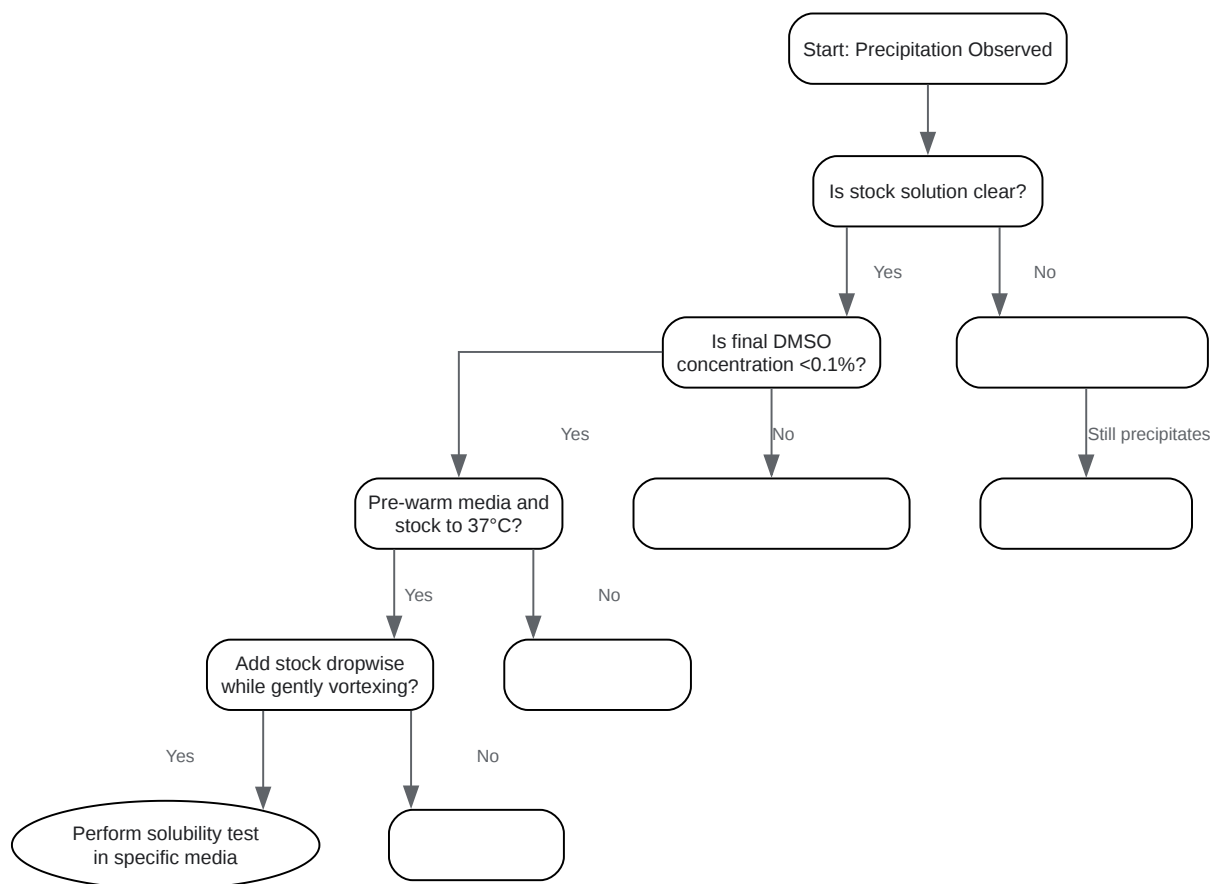 Start: Precipitation Observed
Is stock solution clear?
Yes
No
Is final DMSO
concentration <0.1%?
Yes
No
Still precipitates
Pre-warm media and
stock to 37°C?
Yes
No
Add stock dropwise
while gently vortexing?
Yes
No
Perform solubility test
in specific media